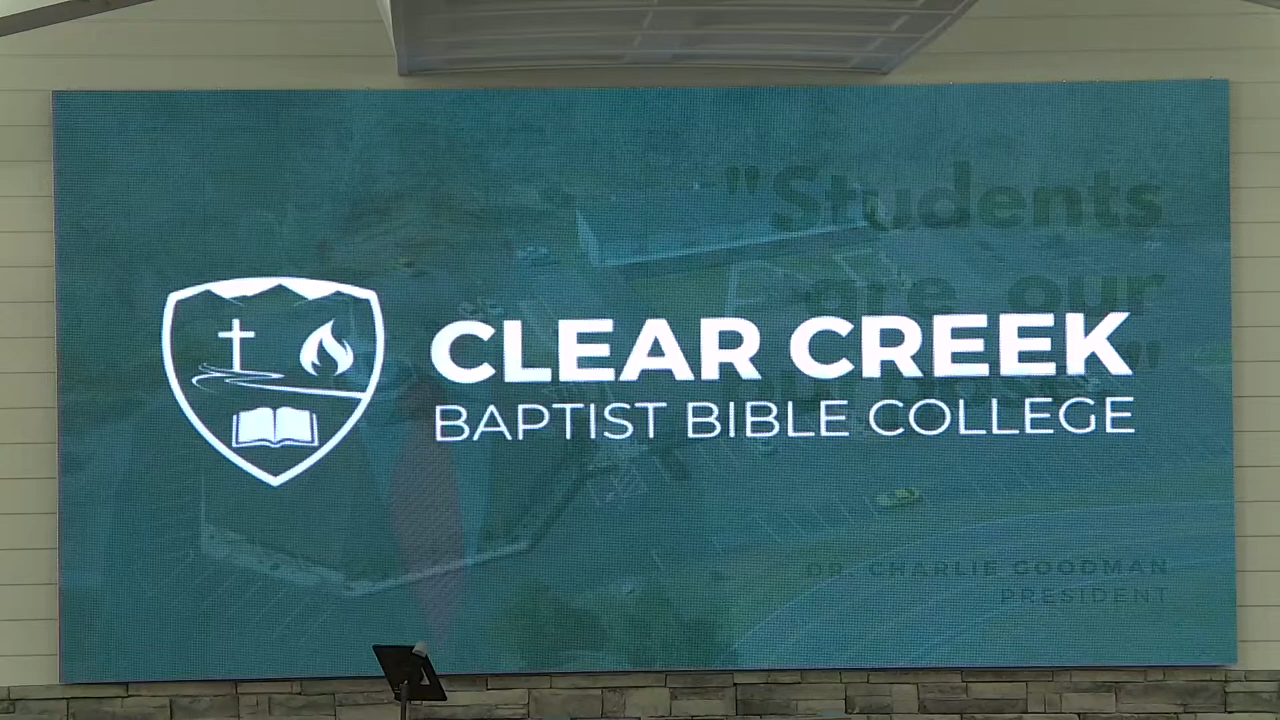 "Students
are our
CLEAR CREEK
BAPTIST BIBLE COLLEGE
DR. CHARLIE GOODMAN
PRESIDENT